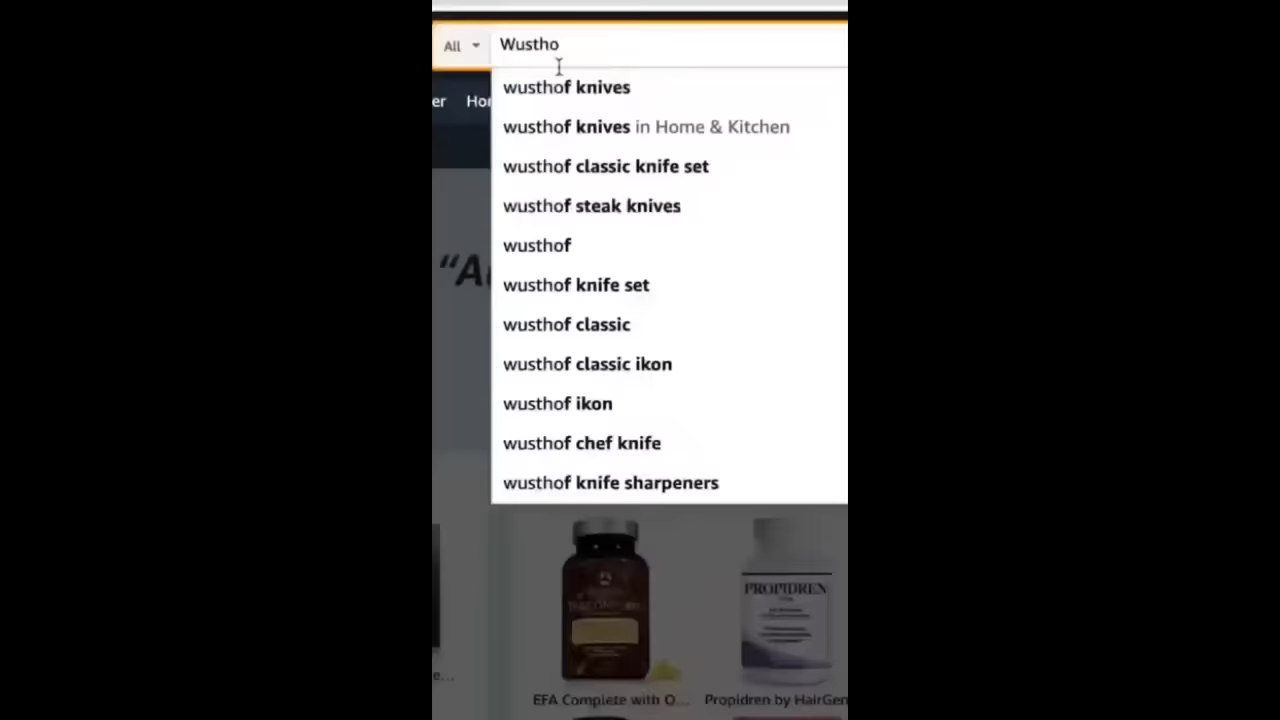 All
Wustho
wusthof knives
er Hor
wusthof knives in Home & Kitchen
wusthof classic knife set
wusthof steak knives
wusthof
"A
wusthof knife set
wusthof classic
wusthof classic ikon
wusthof ikon
wusthof chef knife
wusthof knife sharpeners
PROPIDREN
e...
EFA Complete with O...
Propidren by HairGen